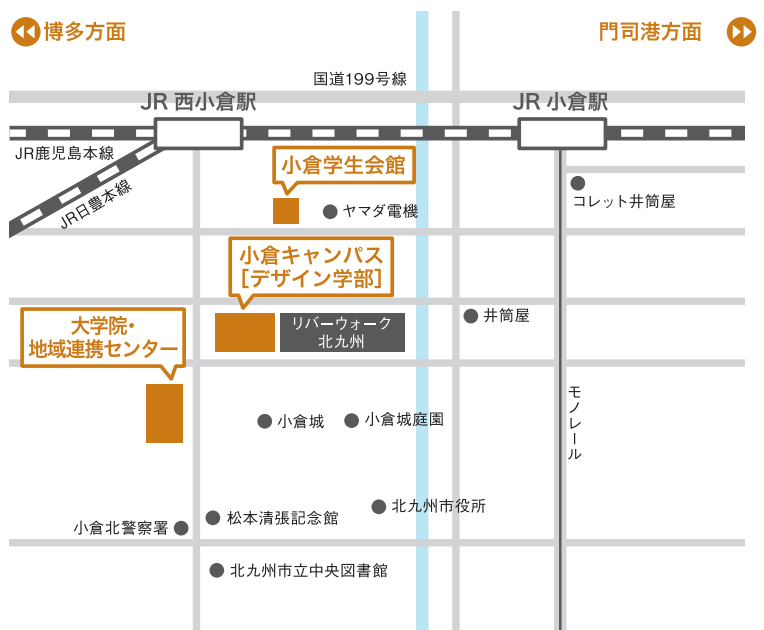 博多方面
門司港方面
国道199号線
JR 西小倉駅
JR 小倉駅
JR鹿児島本線
小倉学生会館
JR日豊本線
コレット井筒屋
ヤマダ電機
小倉キャンパス
[デザイン学部]
大学院・
地域連携センター
リバーウォーク
北九州
井筒屋
モノレール
小倉城
小倉城庭園
北九州市役所
松本清張記念館
小倉北警察署
北九州市立中央図書館